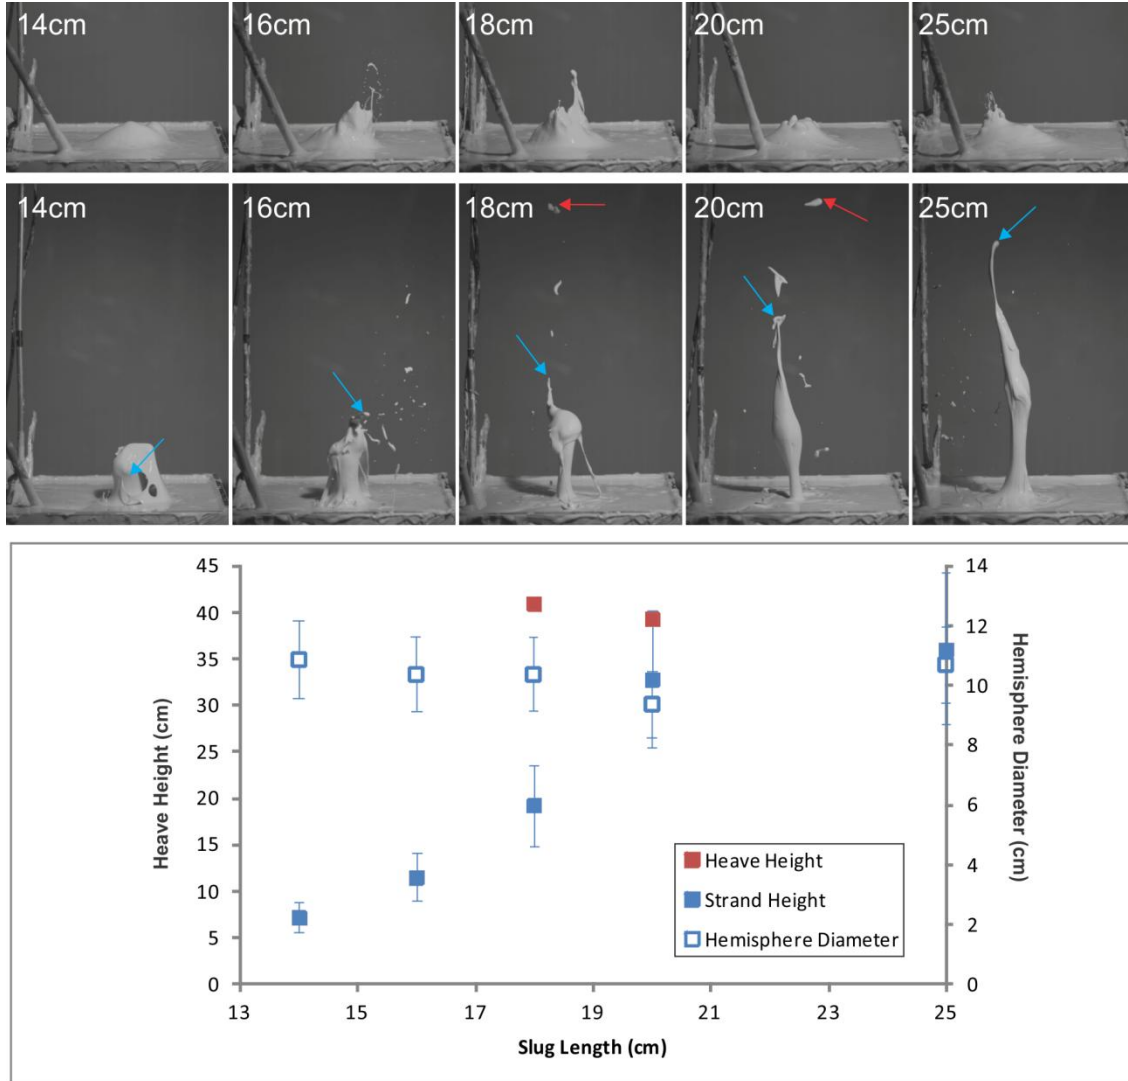 14cm
16cm
18cm
20cm
25cm
14cm
16cm
18cm
20cm
25cm
45
40
35
30
25
20
15
10
5
0
Heave Height (cm)
14
12
10
8
6
4
2
0
Hemisphere Diameter (cm)
Heave Height
Strand Height
Hemisphere Diameter
13
15
17
19
21
23
25
Slug Length (cm)